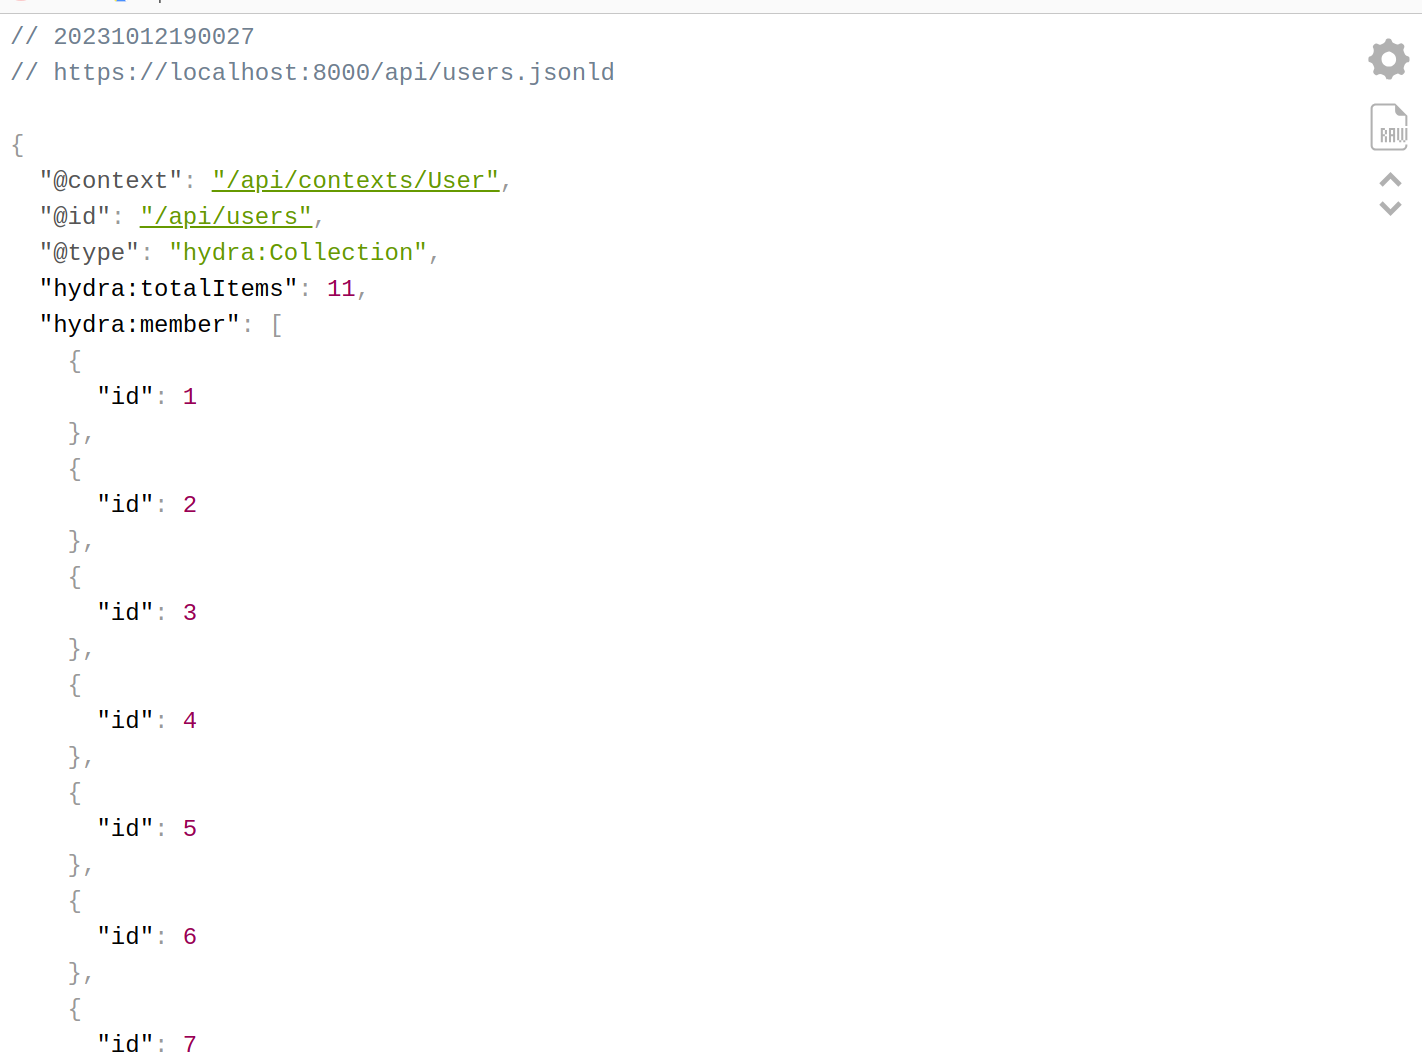 // 20231012190027
// https://localhost:8000/api/users.jsonld
{
"@context": "/api/contexts/User",
"@id": "/api/users",
"@type": "hydra:Collection",
"hydra:totalItems": 11,
"hydra:member": [
{
"id": 1
},
{
"id": 2
},
{
"id": 3
},
{
"id": 4
},
{
"id": 5
},
{
"id": 6
},
{
"id": 7
RAW